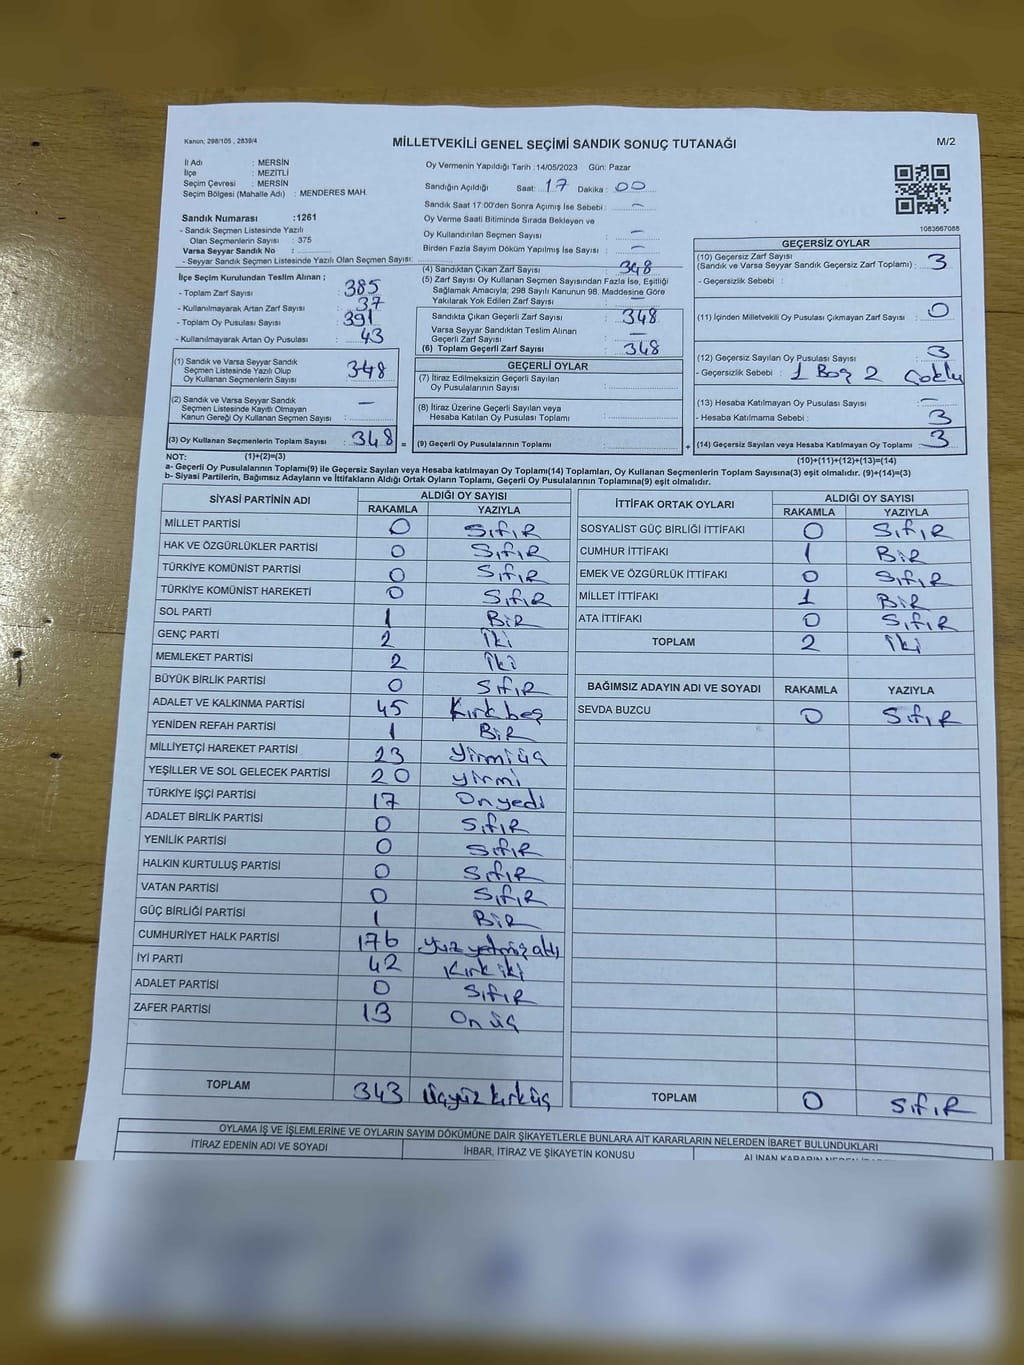 Kanun: 298/105 , 2839/4
MİLLETVEKİLİ GENEL SEÇİMİ SANDIK SONUÇ TUTANAĞI
M/2
İl Adı : MERSİN
İlçe : MEZİTLİ
Seçim Çevresi : MERSİN
Seçim Bölgesi (Mahalle Adı) : MENDERES MAH.
Sandık Numarası :1261
- Sandık Seçmen Listesinde Yazılı
Olan Seçmenlerin Sayısı : 375
Varsa Seyyar Sandık No :
- Seyyar Sandık Seçmen Listesinde Yazılı Olan Seçmen Sayısı:
Oy Vermenin Yapıldığı Tarih :14/05/2023 Gün: Pazar
Sandığın Açıldığı Saat: 17 Dakika : 00
Sandık Saat 17:00'den Sonra Açımış İse Sebebi : –
Oy Verme Saati Bitiminde Sırada Bekleyen ve
Oy Kullandırılan Seçmen Sayısı : –
Birden Fazla Sayım Döküm Yapılmış İse Sayısı : –
1083667088
İlçe Seçim Kurulundan Teslim Alınan ;
- Toplam Zarf Sayısı : 385
- Kullanılmayarak Artan Zarf Sayısı : 37
- Toplam Oy Pusulası Sayısı : 391
- Kullanılmayarak Artan Oy Pusulası : 43
(1) Sandık ve Varsa Seyyar Sandık
Seçmen Listesinde Yazılı Olup
Oy Kullanan Seçmenlerin Sayısı : 348
(2) Sandık ve Varsa Seyyar Sandık
Seçmen Listesinde Kayıtlı Olmayan
Kanun Gereği Oy Kullanan Seçmen Sayısı : –
(3) Oy Kullanan Seçmenlerin Toplam Sayısı : 348 =
(4) Sandıktan Çıkan Zarf Sayısı : 348
(5) Zarf Sayısı Oy Kullanan Seçmen Sayısından Fazla İse, Eşitliği
Sağlamak Amacıyla; 298 Sayılı Kanunun 98. Maddesine Göre
Yakılarak Yok Edilen Zarf Sayısı : –
Sandıkta Çıkan Geçerli Zarf Sayısı : 348
Varsa Seyyar Sandıktan Teslim Alınan
Geçerli Zarf Sayısı : –
(6) Toplam Geçerli Zarf Sayısı : 348
GEÇERLİ OYLAR
(7) İtiraz Edilmeksizin Geçerli Sayılan
Oy Pusulalarının Sayısı :
(8) İtiraz Üzerine Geçerli Sayılan veya
Hesaba Katılan Oy Pusulası Toplamı :
(9) Geçerli Oy Pusulalarının Toplamı : +
GEÇERSİZ OYLAR
(10) Geçersiz Zarf Sayısı
(Sandık ve Varsa Seyyar Sandık Geçersiz Zarf Toplamı) : 3
- Geçersizlik Sebebi :
(11) İçinden Milletvekili Oy Pusulası Çıkmayan Zarf Sayısı : 0
(12) Geçersiz Sayılan Oy Pusulası Sayısı : 3
- Geçersizlik Sebebi : 1 Boş 2 Çoklu
(13) Hesaba Katılmayan Oy Pusulası Sayısı : –
- Hesaba Katılmama Sebebi : 3
(14) Geçersiz Sayılan veya Hesaba Katılmayan Oy Toplamı : 3
NOT: (1)+(2)=(3) (10)+(11)+(12)+(13)=(14)
a- Geçerli Oy Pusulalarının Toplamı(9) ile Geçersiz Sayılan veya Hesaba katılmayan Oy Toplamı(14) Toplamları, Oy Kullanan Seçmenlerin Toplam Sayısına(3) eşit olmalıdır. (9)+(14)=(3)
b- Siyasi Partilerin, Bağımsız Adayların ve İttifakların Aldığı Ortak Oyların Toplamı, Geçerli Oy Pusulalarının Toplamına(9) eşit olmalıdır.
SİYASİ PARTİNİN ADI ALDIĞI OY SAYISI
RAKAMLA YAZIYLA
MİLLET PARTİSİ 0 Sıfır
HAK VE ÖZGÜRLÜKLER PARTİSİ 0 Sıfır
TÜRKİYE KOMÜNİST PARTİSİ 0 Sıfır
TÜRKİYE KOMÜNİST HAREKETİ 0 Sıfır
SOL PARTİ 1 Bir
GENÇ PARTİ 2 İki
MEMLEKET PARTİSİ 2 İki
BÜYÜK BİRLİK PARTİSİ 0 Sıfır
ADALET VE KALKINMA PARTİSİ 45 Kırkbeş
YENİDEN REFAH PARTİSİ 1 Bir
MİLLİYETÇİ HAREKET PARTİSİ 23 Yirmiüç
YEŞİLLER VE SOL GELECEK PARTİSİ 20 yirmi
TÜRKİYE İŞÇİ PARTİSİ 17 Onyedi
ADALET BİRLİK PARTİSİ 0 Sıfır
YENİLİK PARTİSİ 0 Sıfır
HALKIN KURTULUŞ PARTİSİ 0 Sıfır
VATAN PARTİSİ 0 Sıfır
GÜÇ BİRLİĞİ PARTİSİ 1 Bir
CUMHURİYET HALK PARTİSİ 176 Yüz yetmiş altı
İYİ PARTİ 42 Kırk iki
ADALET PARTİSİ 0 Sıfır
ZAFER PARTİSİ 13 On üç
TOPLAM 343 Üçyüz kırküç
İTTİFAK ORTAK OYLARI ALDIĞI OY SAYISI
RAKAMLA YAZIYLA
SOSYALİST GÜÇ BİRLİĞİ İTTİFAKI 0 Sıfır
CUMHUR İTTİFAKI 1 Bir
EMEK VE ÖZGÜRLÜK İTTİFAKI 0 Sıfır
MİLLET İTTİFAKI 1 Bir
ATA İTTİFAKI 0 Sıfır
TOPLAM 2 İki
BAĞIMSIZ ADAYIN ADI VE SOYADI RAKAMLA YAZIYLA
SEVDA BUZCU 0 Sıfır
TOPLAM 0 Sıfır
OYLAMA İŞ VE İŞLEMLERİNE VE OYLARIN SAYIM DÖKÜMÜNE DAİR ŞİKAYETLERLE BUNLARA AİT KARARLARIN NELERDEN İBARET BULUNDUKLARI
İTİRAZ EDENİN ADI VE SOYADI İHBAR, İTİRAZ VE ŞİKAYETİN KONUSU